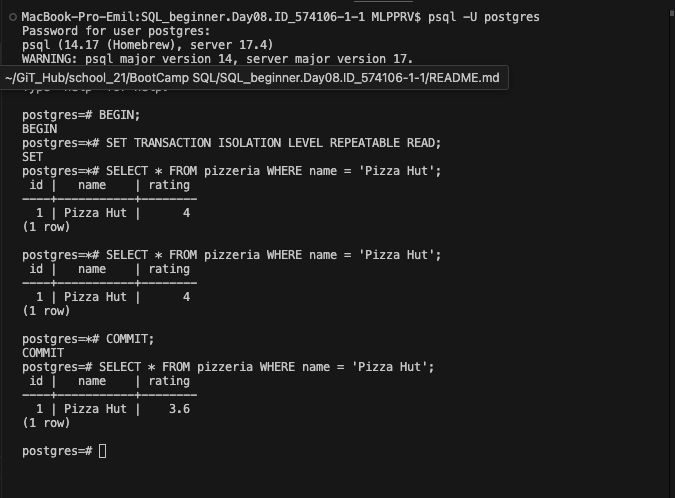 MacBook-Pro-Emil:SQL_beginner.Day08.ID_574106-1-1 MLPPRV$ psql -U postgres
Password for user postgres:
psql (14.17 (Homebrew), server 17.4)
WARNING: psql major version 14, server major version 17.
~/GiT_Hub/school_21/BootCamp SQL/SQL_beginner.Day08.ID_574106-1-1/README.md
postgres=# BEGIN;
BEGIN
postgres=*# SET TRANSACTION ISOLATION LEVEL REPEATABLE READ;
SET
postgres=*# SELECT * FROM pizzeria WHERE name = 'Pizza Hut';
 id |   name    | rating
----+-----------+--------
  1 | Pizza Hut |      4
(1 row)
postgres=*# SELECT * FROM pizzeria WHERE name = 'Pizza Hut';
 id |   name    | rating
----+-----------+--------
  1 | Pizza Hut |      4
(1 row)
postgres=*# COMMIT;
COMMIT
postgres=# SELECT * FROM pizzeria WHERE name = 'Pizza Hut';
 id |   name    | rating
----+-----------+--------
  1 | Pizza Hut |    3.6
(1 row)
postgres=#